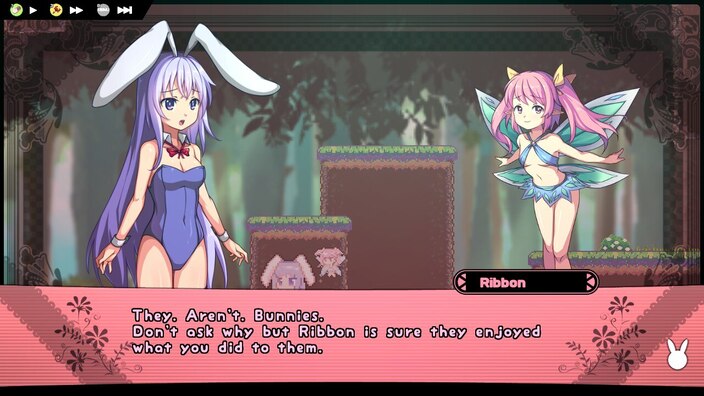 Ribbon
They. Aren't. Bunnies.
Don't ask why but Ribbon is sure they enjoyed
what you did to them.